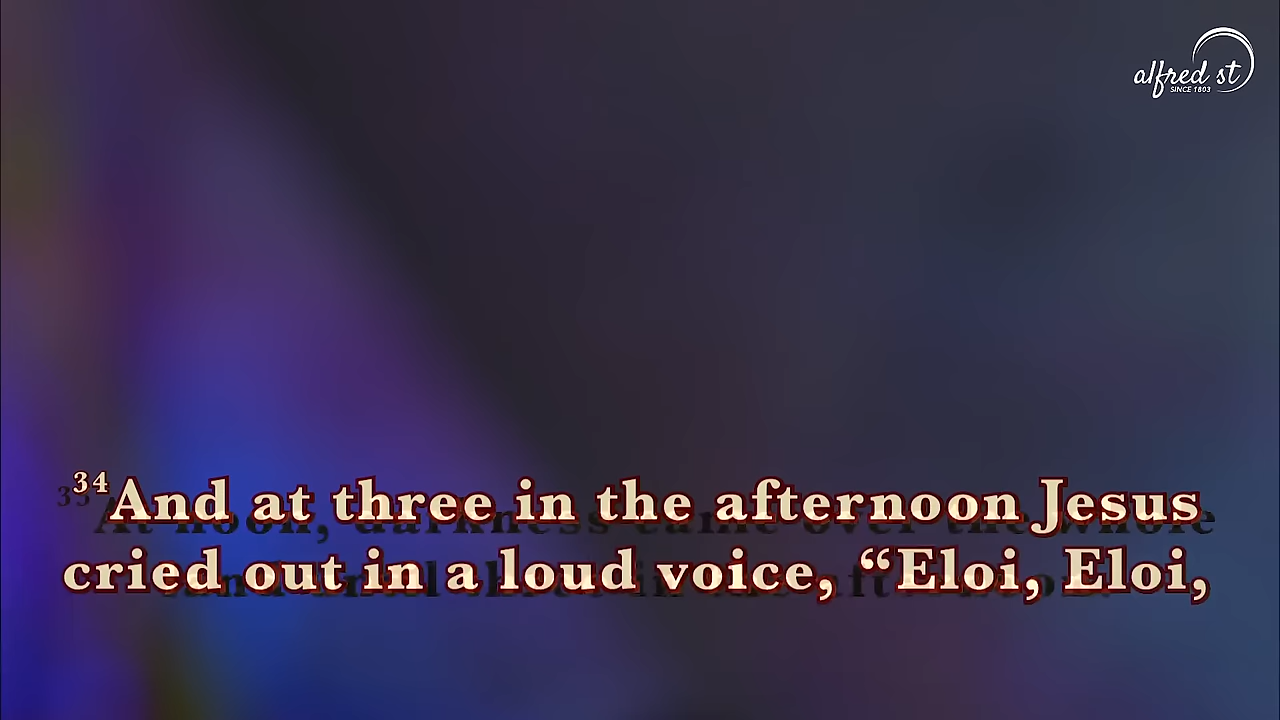 alfred st
SINCE 1803
34And at three in the afternoon Jesus
cried out in a loud voice, “Eloi, Eloi,